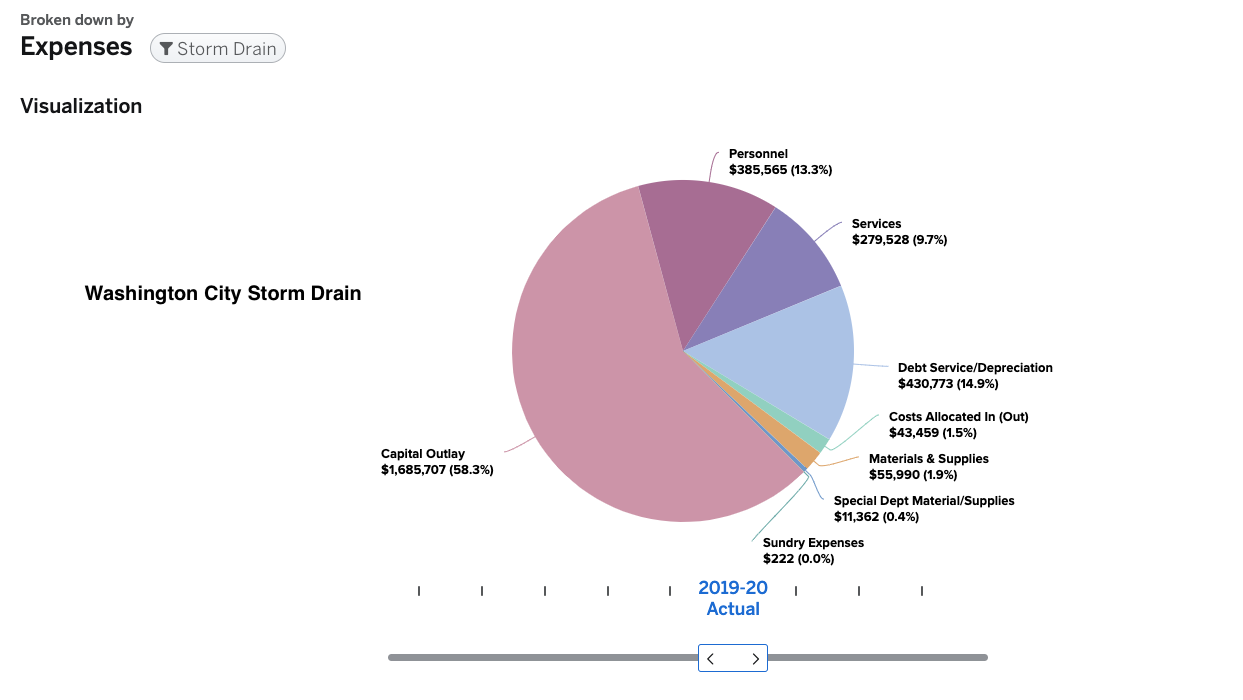 Broken down by
Expenses
Storm Drain
Visualization
Personnel
$385,565 (13.3%)
Services
$279,528 (9.7%)
Washington City Storm Drain
Debt Service/Depreciation
$430,773 (14.9%)
Costs Allocated In (Out)
$43,459 (1.5%)
Capital Outlay
$1,685,707 (58.3%)
Materials & Supplies
$55,990 (1.9%)
Special Dept Material/Supplies
$11,362 (0.4%)
Sundry Expenses
$222 (0.0%)
2019-20
Actual